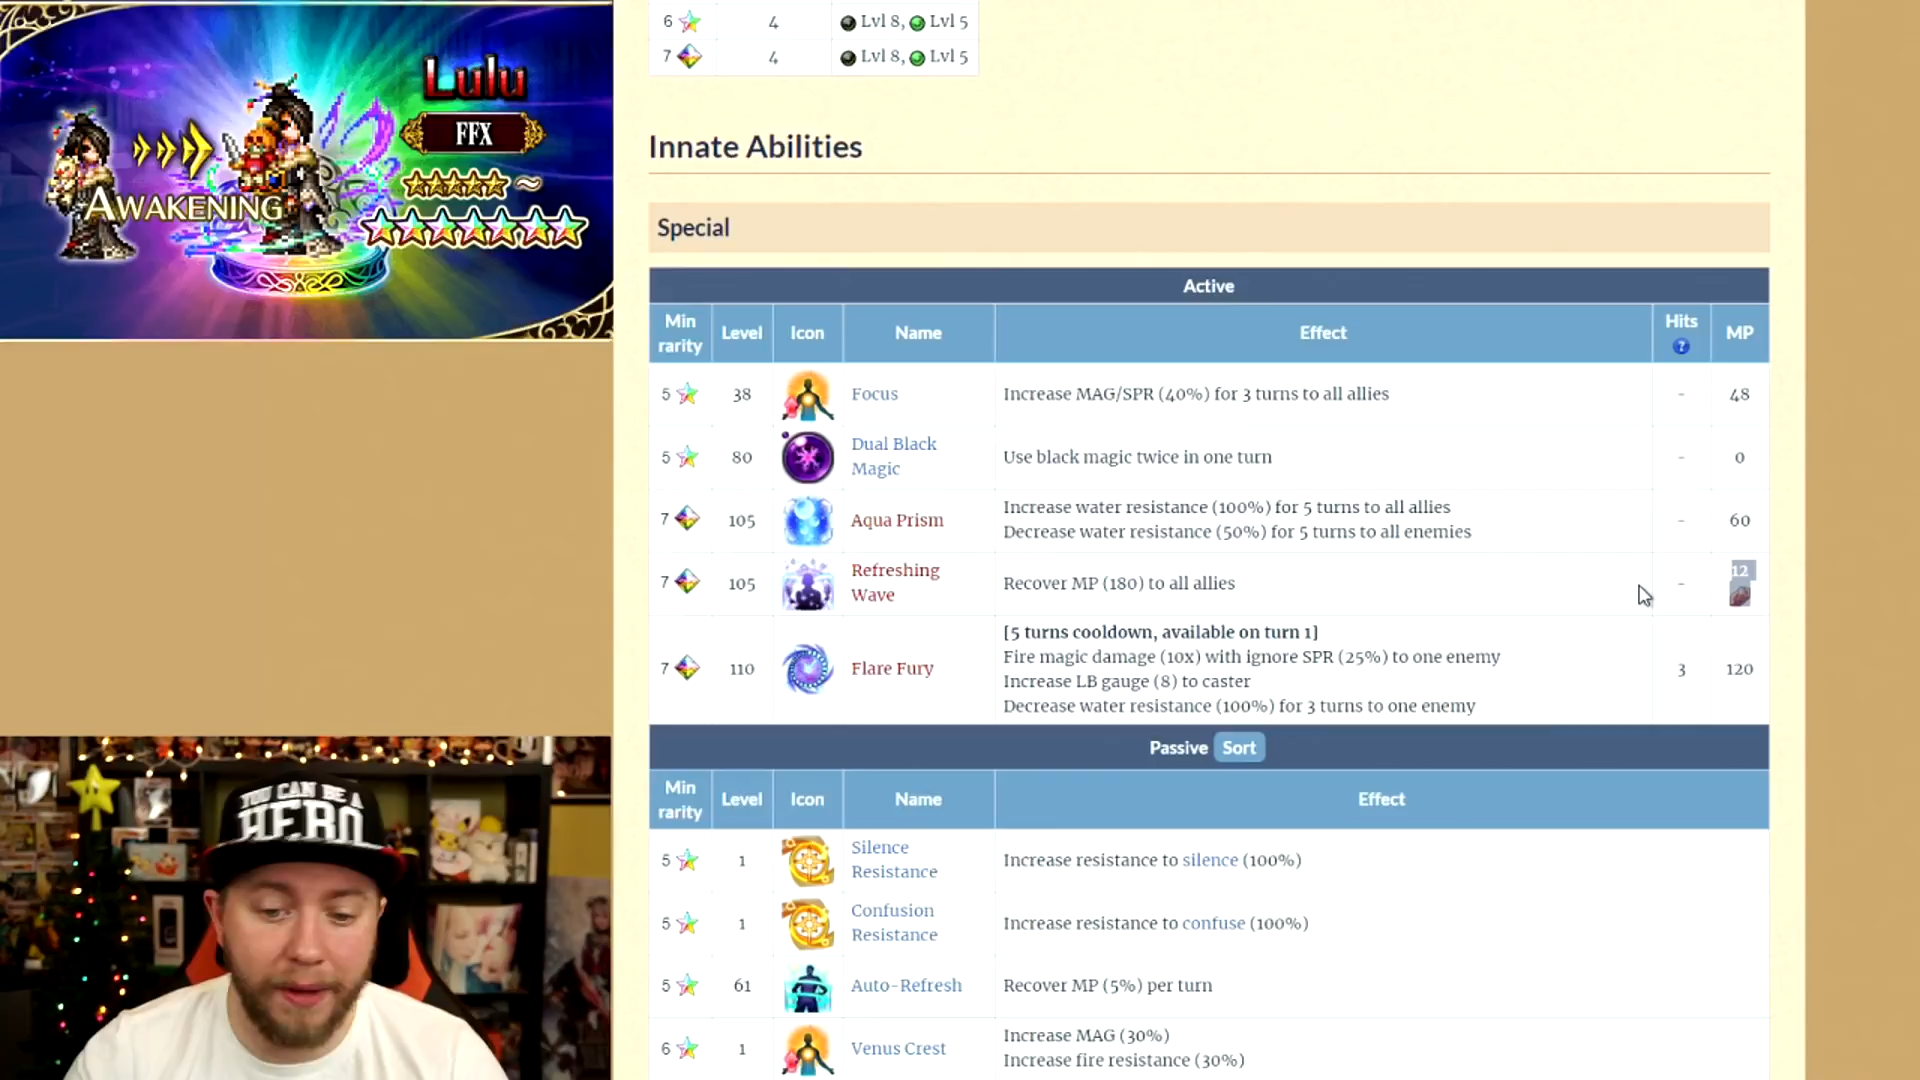 Lulu
FFX
AWAKENING
YOU CAN BE A
HERO
6 4 Lvl 8, Lvl 5
7 4 Lvl 8, Lvl 5
Innate Abilities
Special
Active
Min rarity Level Icon Name Effect Hits ? MP
5 38 Focus Increase MAG/SPR (40%) for 3 turns to all allies - 48
5 80 Dual Black Magic Use black magic twice in one turn - 0
7 105 Aqua Prism Increase water resistance (100%) for 5 turns to all allies - 60
Decrease water resistance (50%) for 5 turns to all enemies
7 105 Refreshing Wave Recover MP (180) to all allies - 12
7 110 Flare Fury [5 turns cooldown, available on turn 1] 3 120
Fire magic damage (10x) with ignore SPR (25%) to one enemy
Increase LB gauge (8) to caster
Decrease water resistance (100%) for 3 turns to one enemy
Passive Sort
Min rarity Level Icon Name Effect
5 1 Silence Resistance Increase resistance to silence (100%)
5 1 Confusion Resistance Increase resistance to confuse (100%)
5 61 Auto-Refresh Recover MP (5%) per turn
6 1 Venus Crest Increase MAG (30%)
Increase fire resistance (30%)